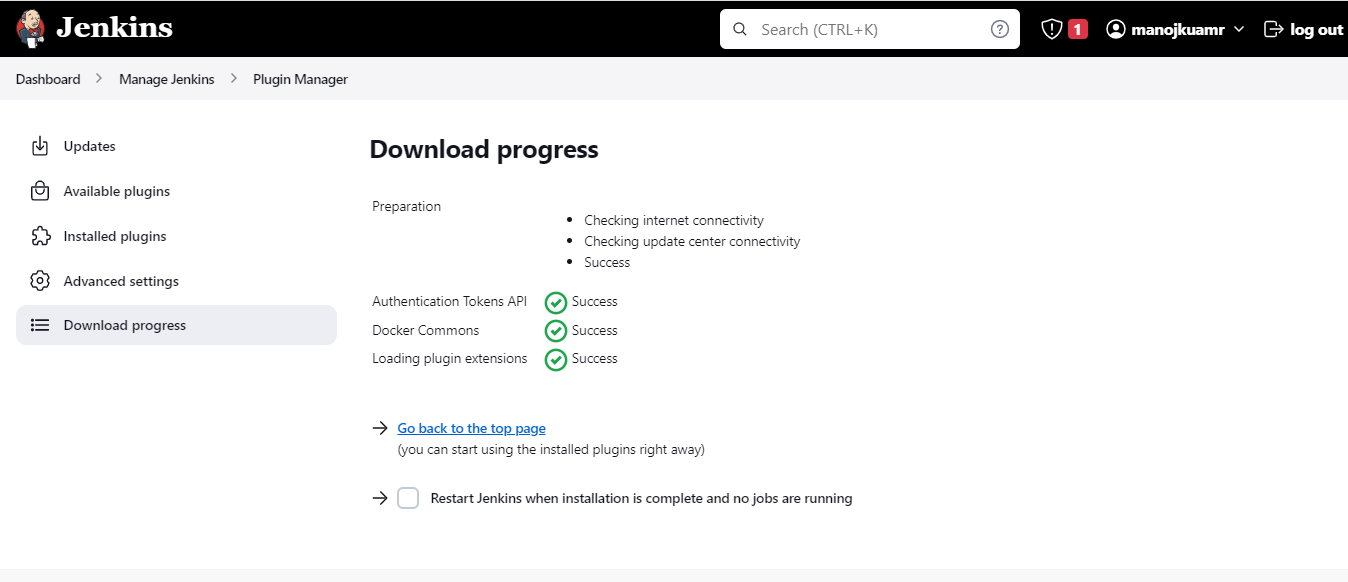 Jenkins
Search (CTRL+K)
1
manojkuamr
log out
Dashboard
Manage Jenkins
Plugin Manager
Updates
Available plugins
Installed plugins
Advanced settings
Download progress
Download progress
Preparation
Checking internet connectivity
Checking update center connectivity
Success
Authentication Tokens API Success
Docker Commons Success
Loading plugin extensions Success
Go back to the top page
(you can start using the installed plugins right away)
Restart Jenkins when installation is complete and no jobs are running